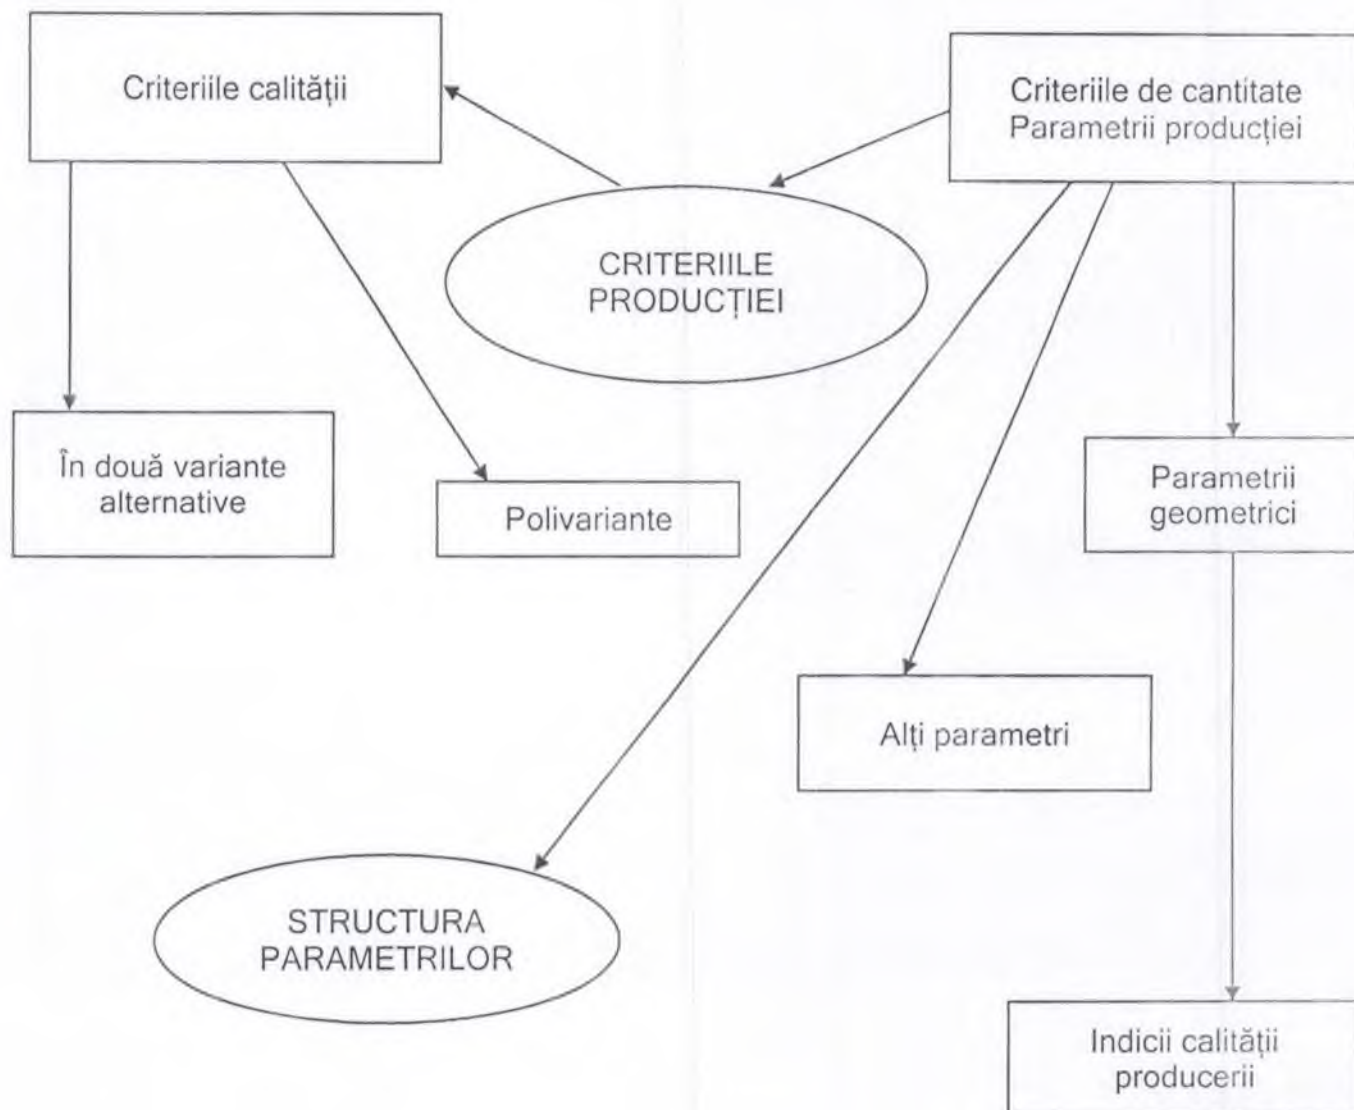 Criteriile calității
Criteriile de cantitate
Parametrii producției
CRITERIILE
PRODUCȚIEI
În două variante
alternative
Polivariante
Parametrii
geometrici
Alți parametri
STRUCTURA
PARAMETRILOR
Indicii calității
producerii